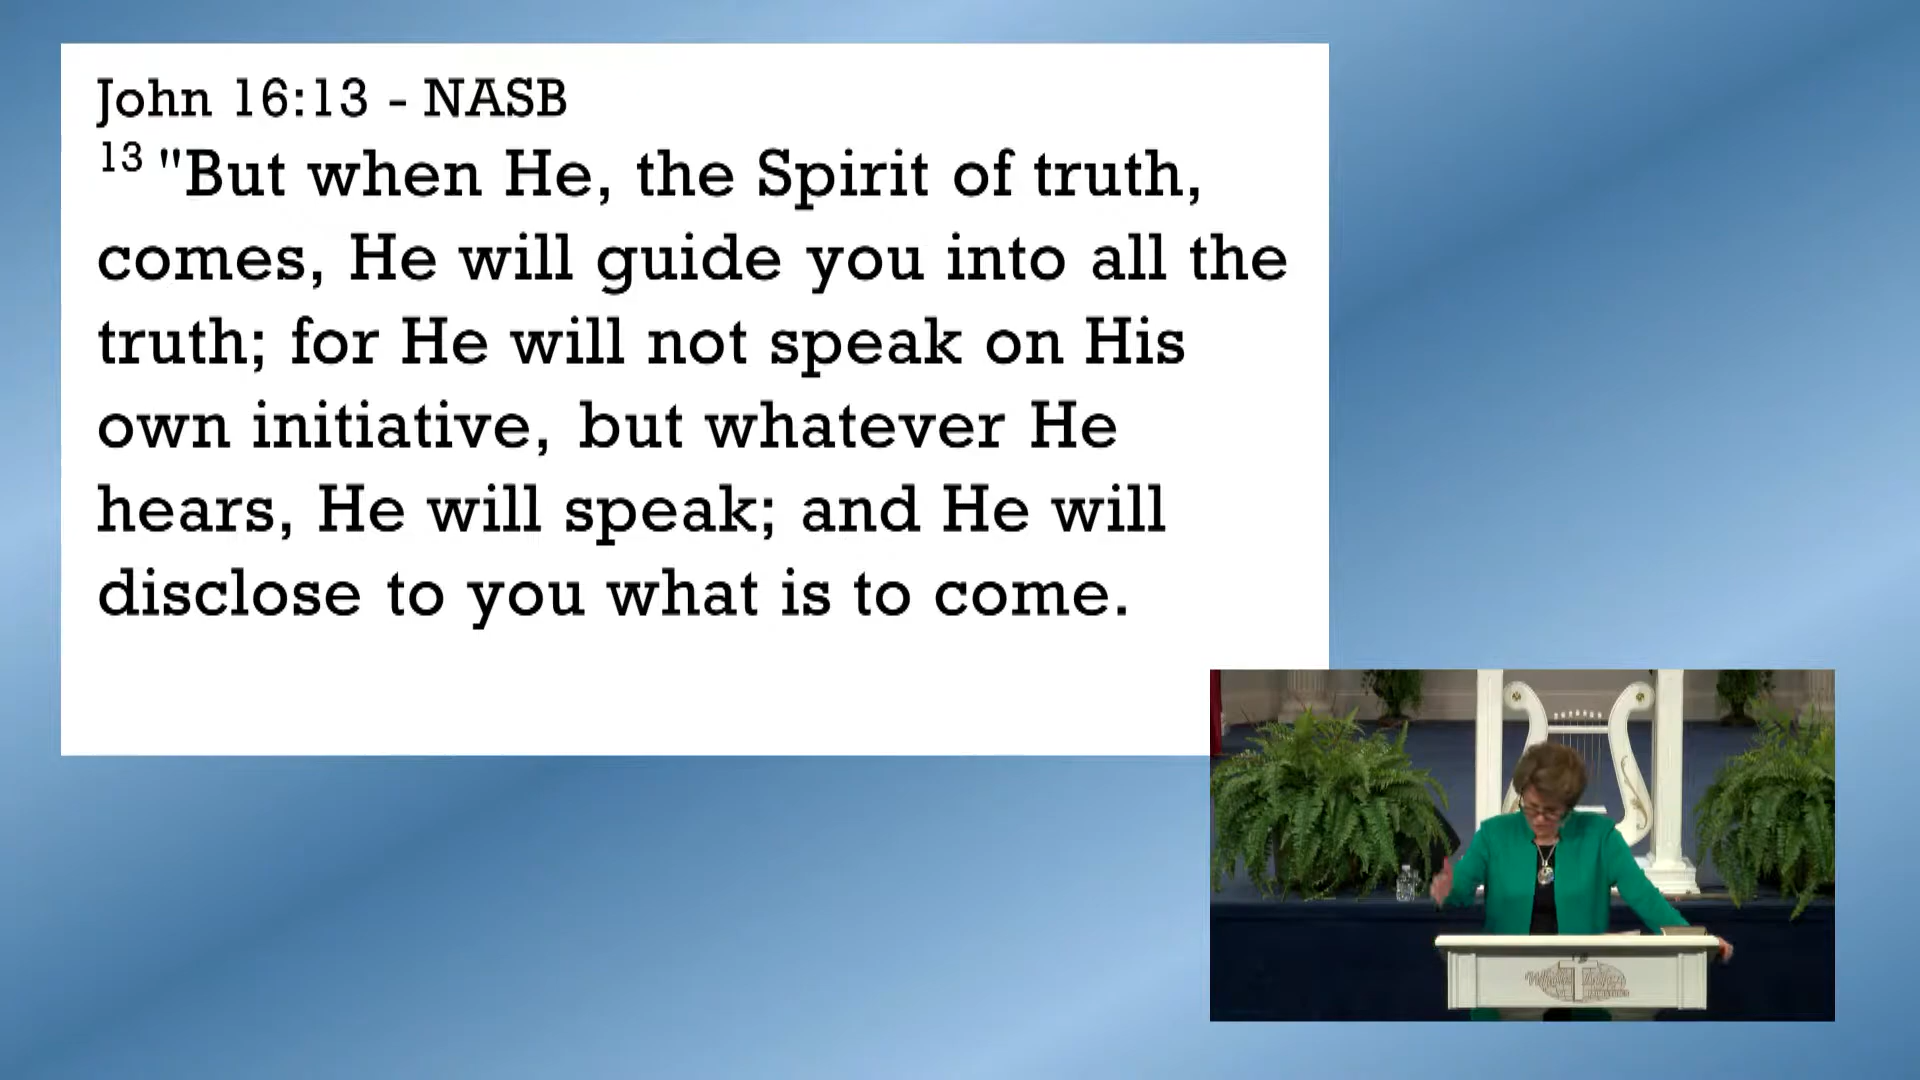 John 16:13 - NASB
13 "But when He, the Spirit of truth,
comes, He will guide you into all the
truth; for He will not speak on His
own initiative, but whatever He
hears, He will speak; and He will
disclose to you what is to come.